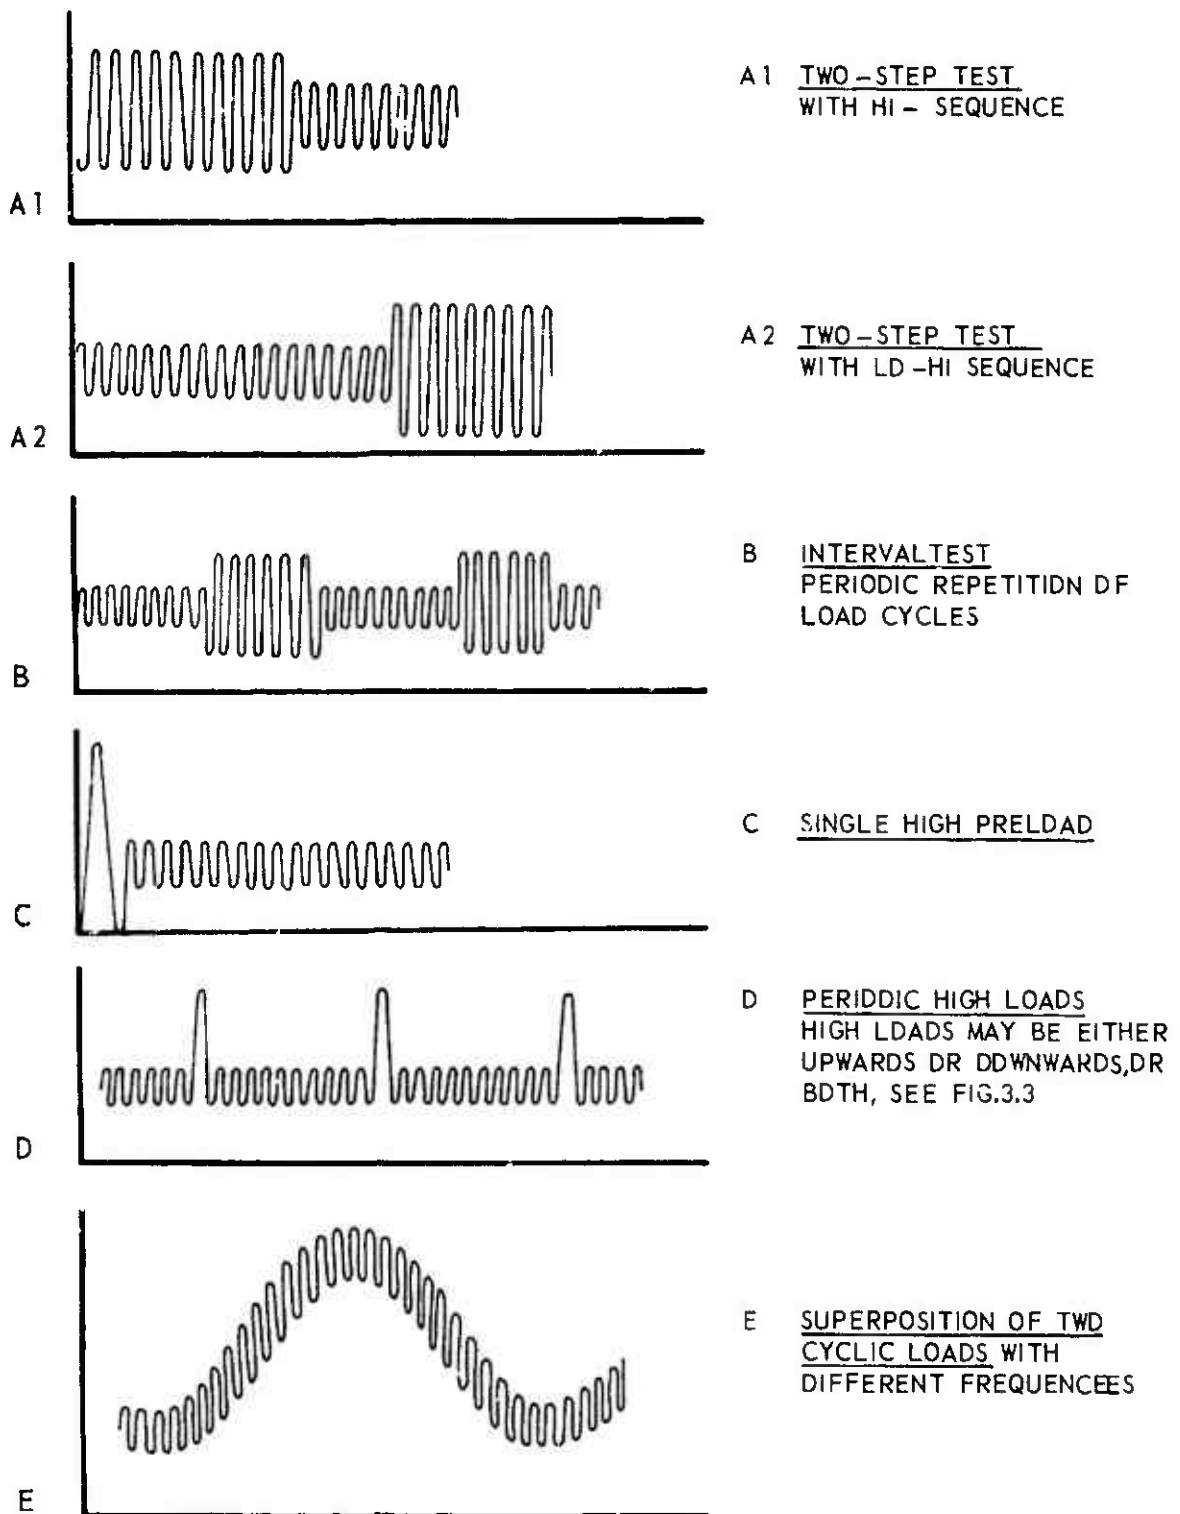 A1 TWO-STEP TEST
WITH HI- SEQUENCE
A1
A2 TWO-STEP TEST
WITH LD-HI SEQUENCE
A2
B INTERVALTEST
PERIODIC REPETITIDN DF
LOAD CYCLES
B
C SINGLE HIGH PRELDAD
C
D PERIDDIC HIGH LOADS
HIGH LDADS MAY BE EITHER
UPWARDS DR DDWNWARDS,DR
BDTH, SEE FIG.3.3
D
E SUPERPOSITION OF TWD
CYCLIC LOADS WITH
DIFFERENT FREQUENCEES
E